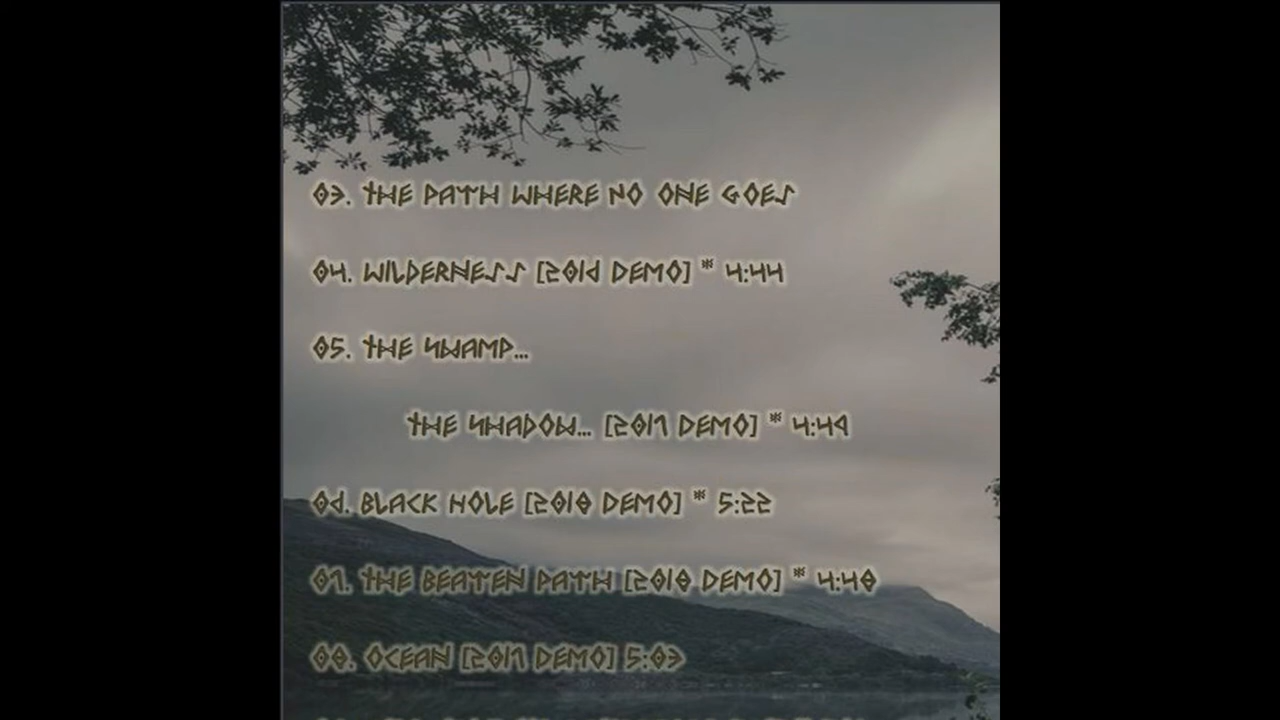 03. THE PATH WHERE NO ONE GOES
04. WILDERNESS [2016 DEMO] * 4:44
05. THE SWAMP...
THE SHADOW... [2017 DEMO] * 4:49
06. BLACK HOLE [2018 DEMO] * 5:22
07. THE BEATEN PATH [2018 DEMO] * 4:48
08. OCEAN [2017 DEMO] 5:03